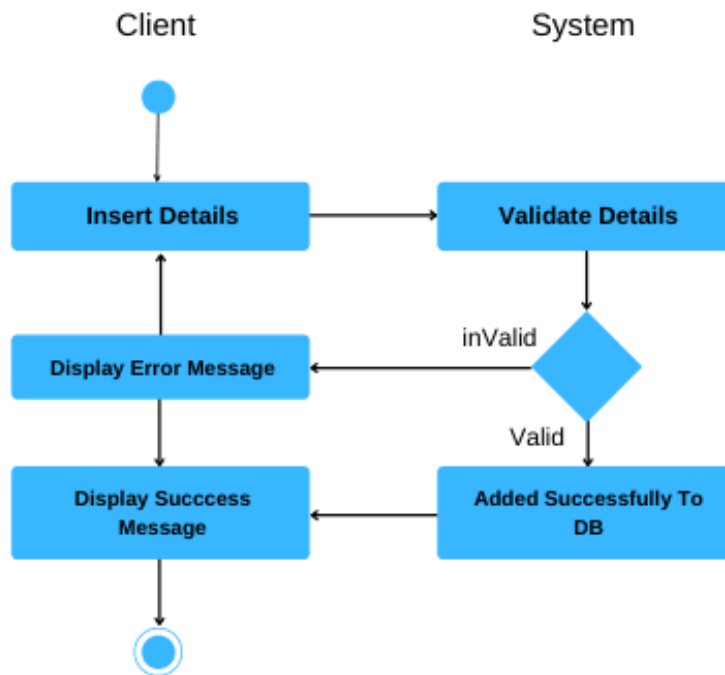 Client
System
Insert Details
Validate Details
inValid
Display Error Message
Valid
Display Succcess
Message
Added Successfully To
DB